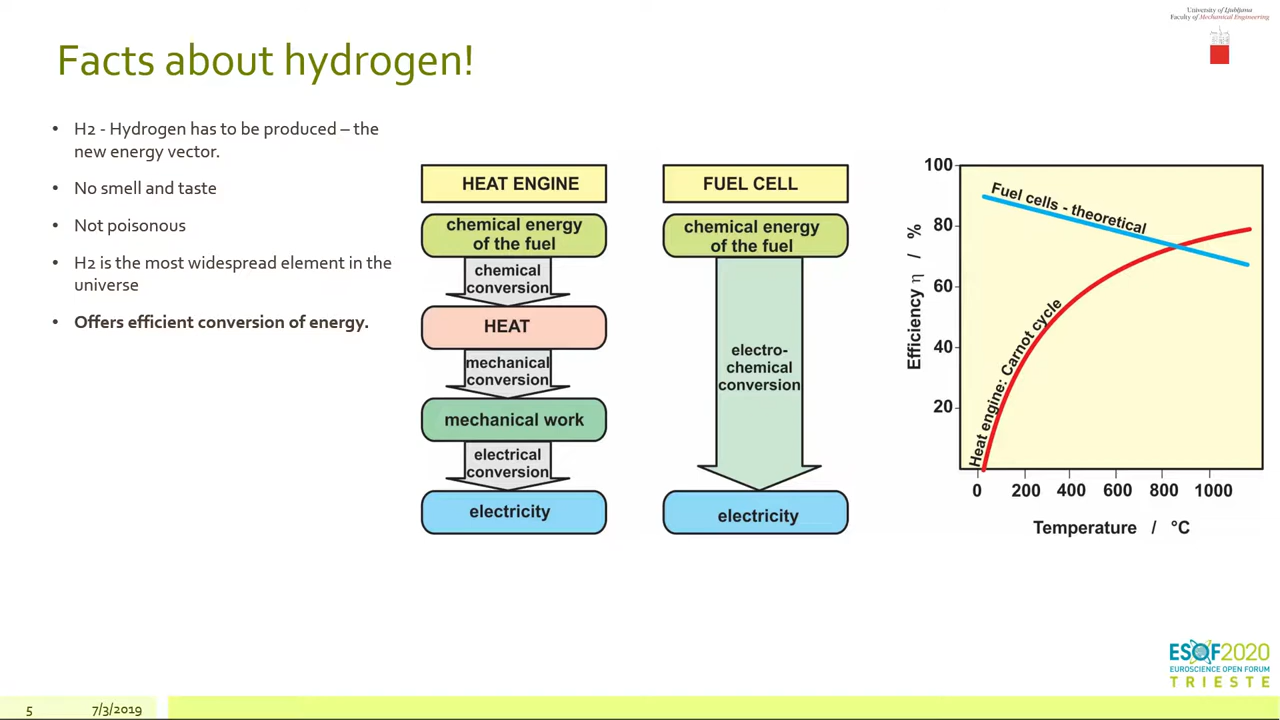 University of Ljubljana
Faculty of Mechanical Engineering
Facts about hydrogen!
• H2 - Hydrogen has to be produced – the
new energy vector.
• No smell and taste
• Not poisonous
• H2 is the most widespread element in the
universe
• Offers efficient conversion of energy.
HEAT ENGINE
chemical energy
of the fuel
chemical
conversion
HEAT
mechanical
conversion
mechanical work
electrical
conversion
electricity
FUEL CELL
chemical energy
of the fuel
electro-
chemical
conversion
electricity
100
80
60
40
20
Efficiency η / %
Fuel cells - theoretical
Heat engine: Carnot cycle
0 200 400 600 800 1000
Temperature / °C
ESOF2020
EUROSCIENCE OPEN FORUM
TRIESTE
5 7/3/2019